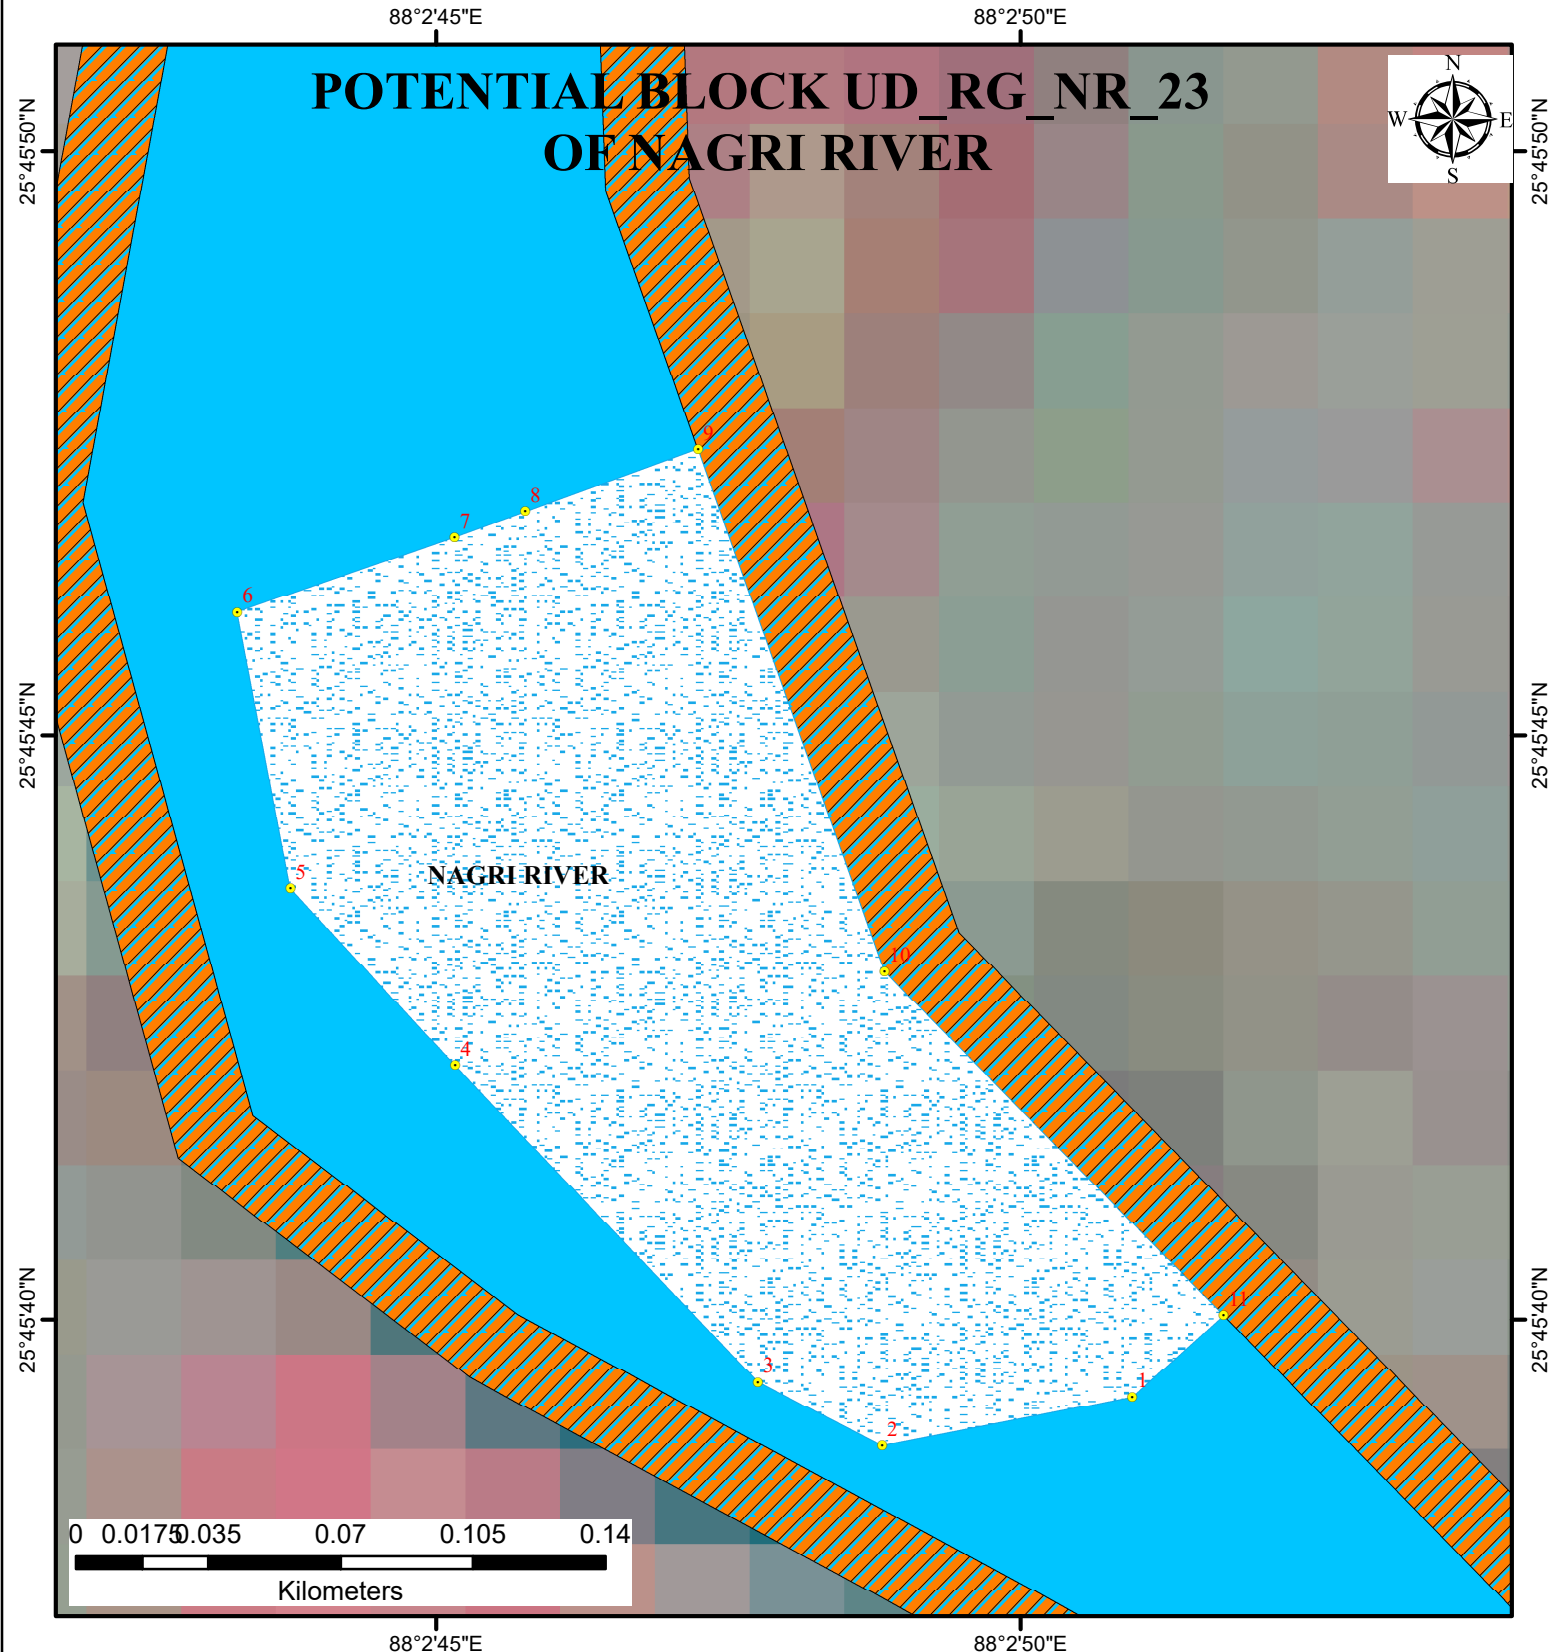 88°2'45"E 88°2'50"E
POTENTIAL BLOCK UD_RG_NR_23
OF NAGRI RIVER
N
W E
S
25°45'50"N 25°45'50"N
9
8
7
6
25°45'45"N 25°45'45"N
5
NAGRI RIVER
10
4
11
25°45'40"N 25°45'40"N
3
1
2
0 0.0175 0.035 0.07 0.105 0.14
Kilometers
88°2'45"E 88°2'50"E